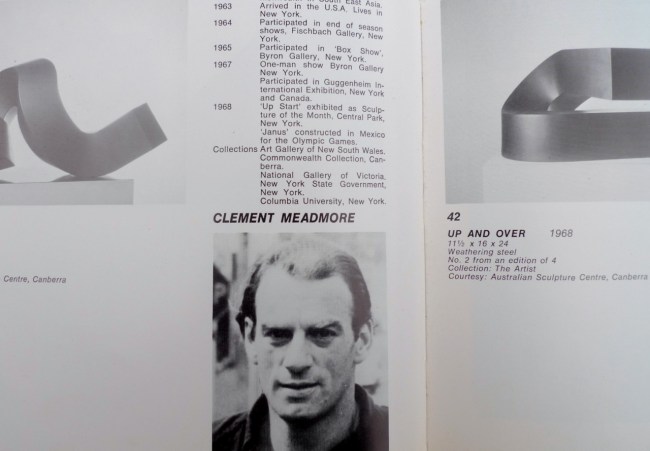 in South East Asia.
1963 Arrived in the U.S.A. Lives in
New York.
1964 Participated in end of season
shows, Fischbach Gallery, New
York.
1965 Participated in 'Box Show',
Byron Gallery, New York.
1967 One-man show Byron Gallery
New York.
Participated in Guggenheim In-
ternational Exhibition, New York
and Canada.
1968 'Up Start' exhibited as Sculp-
ture of the Month, Central Park,
New York.
'Janus' constructed in Mexico
for the Olympic Games.
Collections Art Gallery of New South Wales.
Commonwealth Collection, Can-
berra.
National Gallery of Victoria.
New York State Government,
New York.
Columbia University, New York.
CLEMENT MEADMORE
Centre, Canberra
42
UP AND OVER 1968
11½ x 16 x 24
Weathering steel
No. 2 from an edition of 4
Collection: The Artist
Courtesy: Australian Sculpture Centre, Canberra